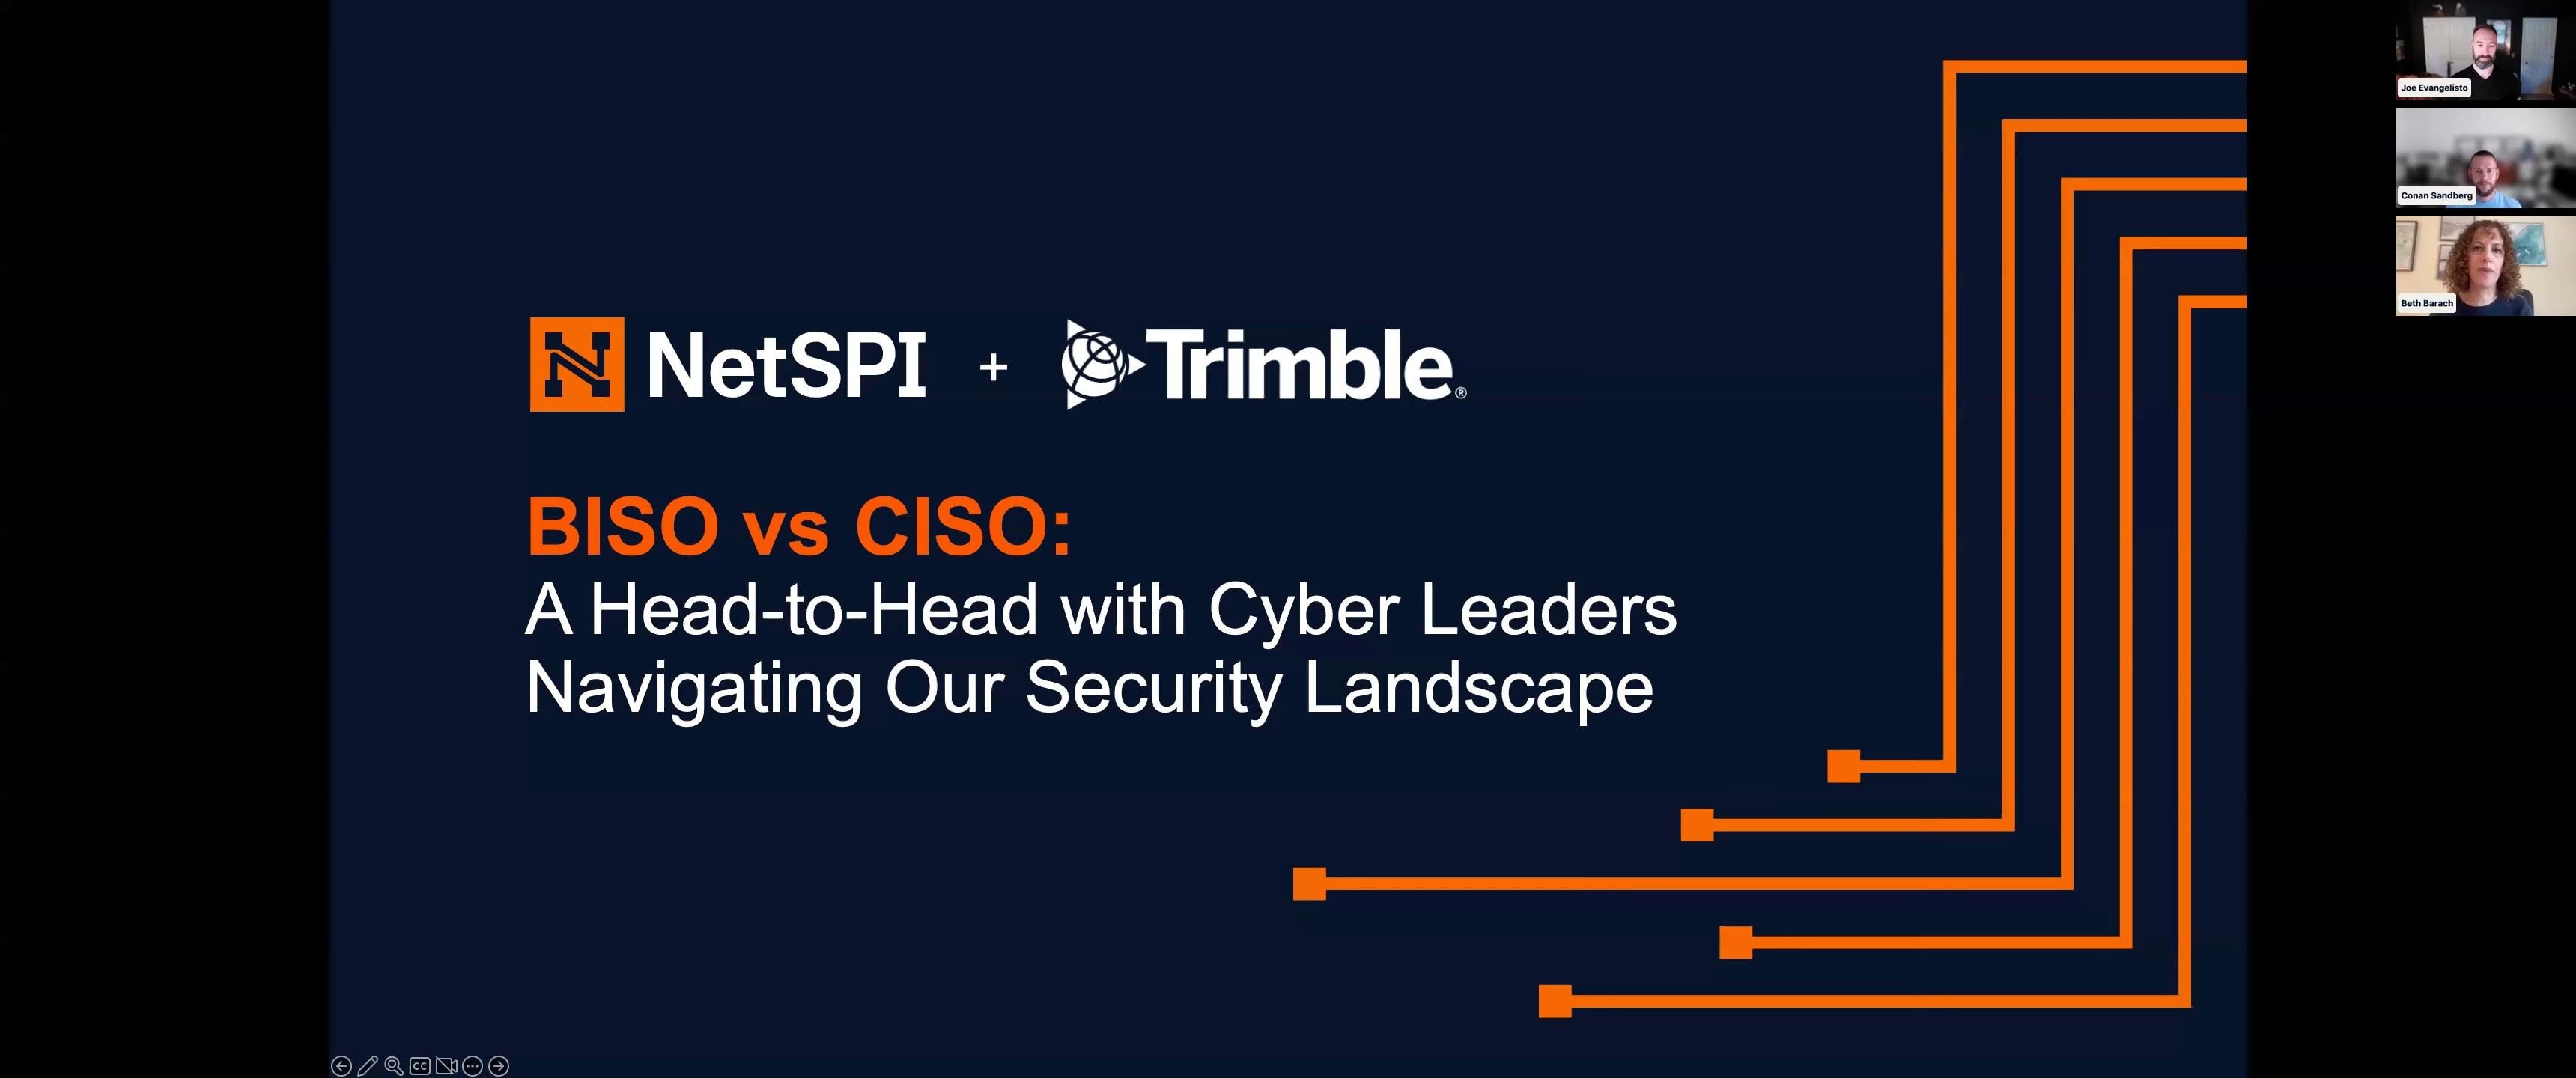 NetSPI + Trimble®
BISO vs CISO:
A Head-to-Head with Cyber Leaders
Navigating Our Security Landscape
Joe Evangelisto
Conan Sandberg
Beth Barach
CC